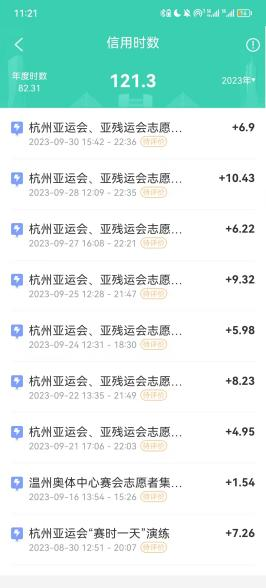 11:21
信用时数
年度时数
82.31
121.3
2023年
杭州亚运会、亚残运会志愿... +6.9
2023-09-30 15:42 - 22:36 待评价
杭州亚运会、亚残运会志愿... +10.43
2023-09-28 12:09 - 22:35 待评价
杭州亚运会、亚残运会志愿... +6.22
2023-09-27 16:08 - 22:21 待评价
杭州亚运会、亚残运会志愿... +9.32
2023-09-25 12:28 - 21:47 待评价
杭州亚运会、亚残运会志愿... +5.98
2023-09-24 12:31 - 18:30 待评价
杭州亚运会、亚残运会志愿... +8.23
2023-09-22 13:35 - 21:49 待评价
杭州亚运会、亚残运会志愿... +4.95
2023-09-21 17:06 - 22:03 待评价
温州奥体中心赛会志愿者集... +1.54
2023-09-16 13:54 - 15:26 待评价
杭州亚运会“赛时一天”演练 +7.26
2023-08-30 12:51 - 20:07 待评价